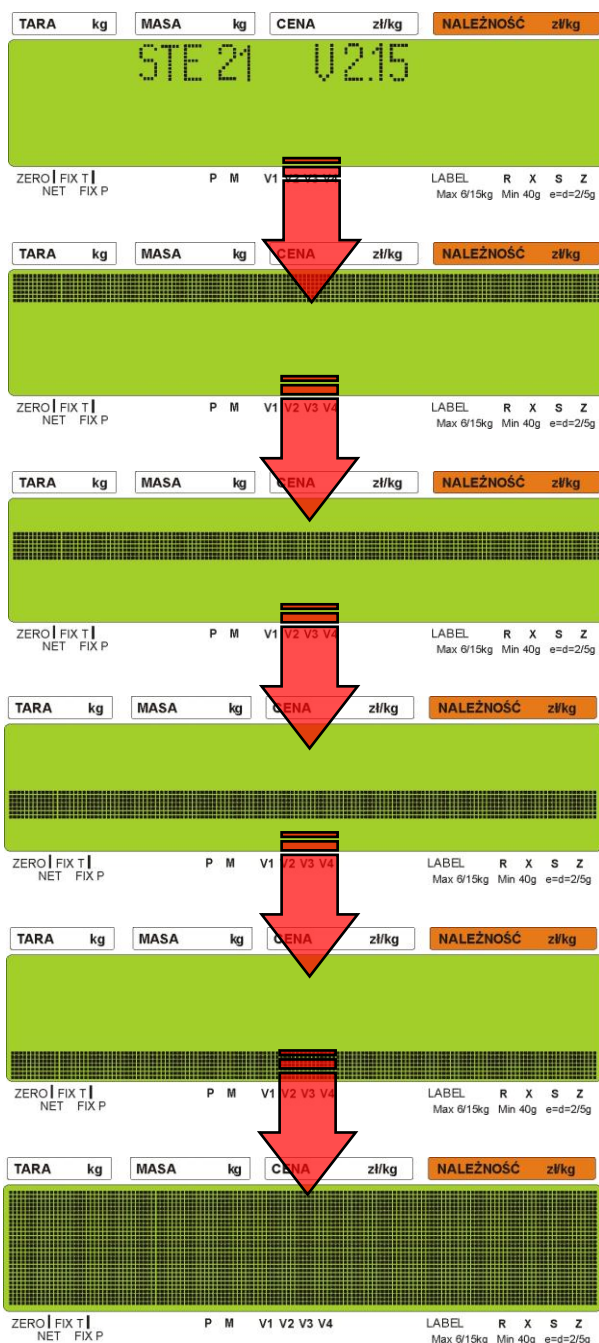 TARA kg MASA kg CENA zł/kg NALEŻNOŚĆ zł/kg
STE 21 V2.15
ZERO FIX T P M V1 V2 V3 V4 LABEL R X S Z
NET FIX P Max 6/15kg Min 40g e=d=2/5g
TARA kg MASA kg CENA zł/kg NALEŻNOŚĆ zł/kg
ZERO FIX T P M V1 V2 V3 V4 LABEL R X S Z
NET FIX P Max 6/15kg Min 40g e=d=2/5g
TARA kg MASA kg CENA zł/kg NALEŻNOŚĆ zł/kg
ZERO FIX T P M V1 V2 V3 V4 LABEL R X S Z
NET FIX P Max 6/15kg Min 40g e=d=2/5g
TARA kg MASA kg CENA zł/kg NALEŻNOŚĆ zł/kg
ZERO FIX T P M V1 V2 V3 V4 LABEL R X S Z
NET FIX P Max 6/15kg Min 40g e=d=2/5g
TARA kg MASA kg CENA zł/kg NALEŻNOŚĆ zł/kg
ZERO FIX T P M V1 V2 V3 V4 LABEL R X S Z
NET FIX P Max 6/15kg Min 40g e=d=2/5g
TARA kg MASA kg CENA zł/kg NALEŻNOŚĆ zł/kg
ZERO FIX T P M V1 V2 V3 V4 LABEL R X S Z
NET FIX P Max 6/15kg Min 40g e=d=2/5g